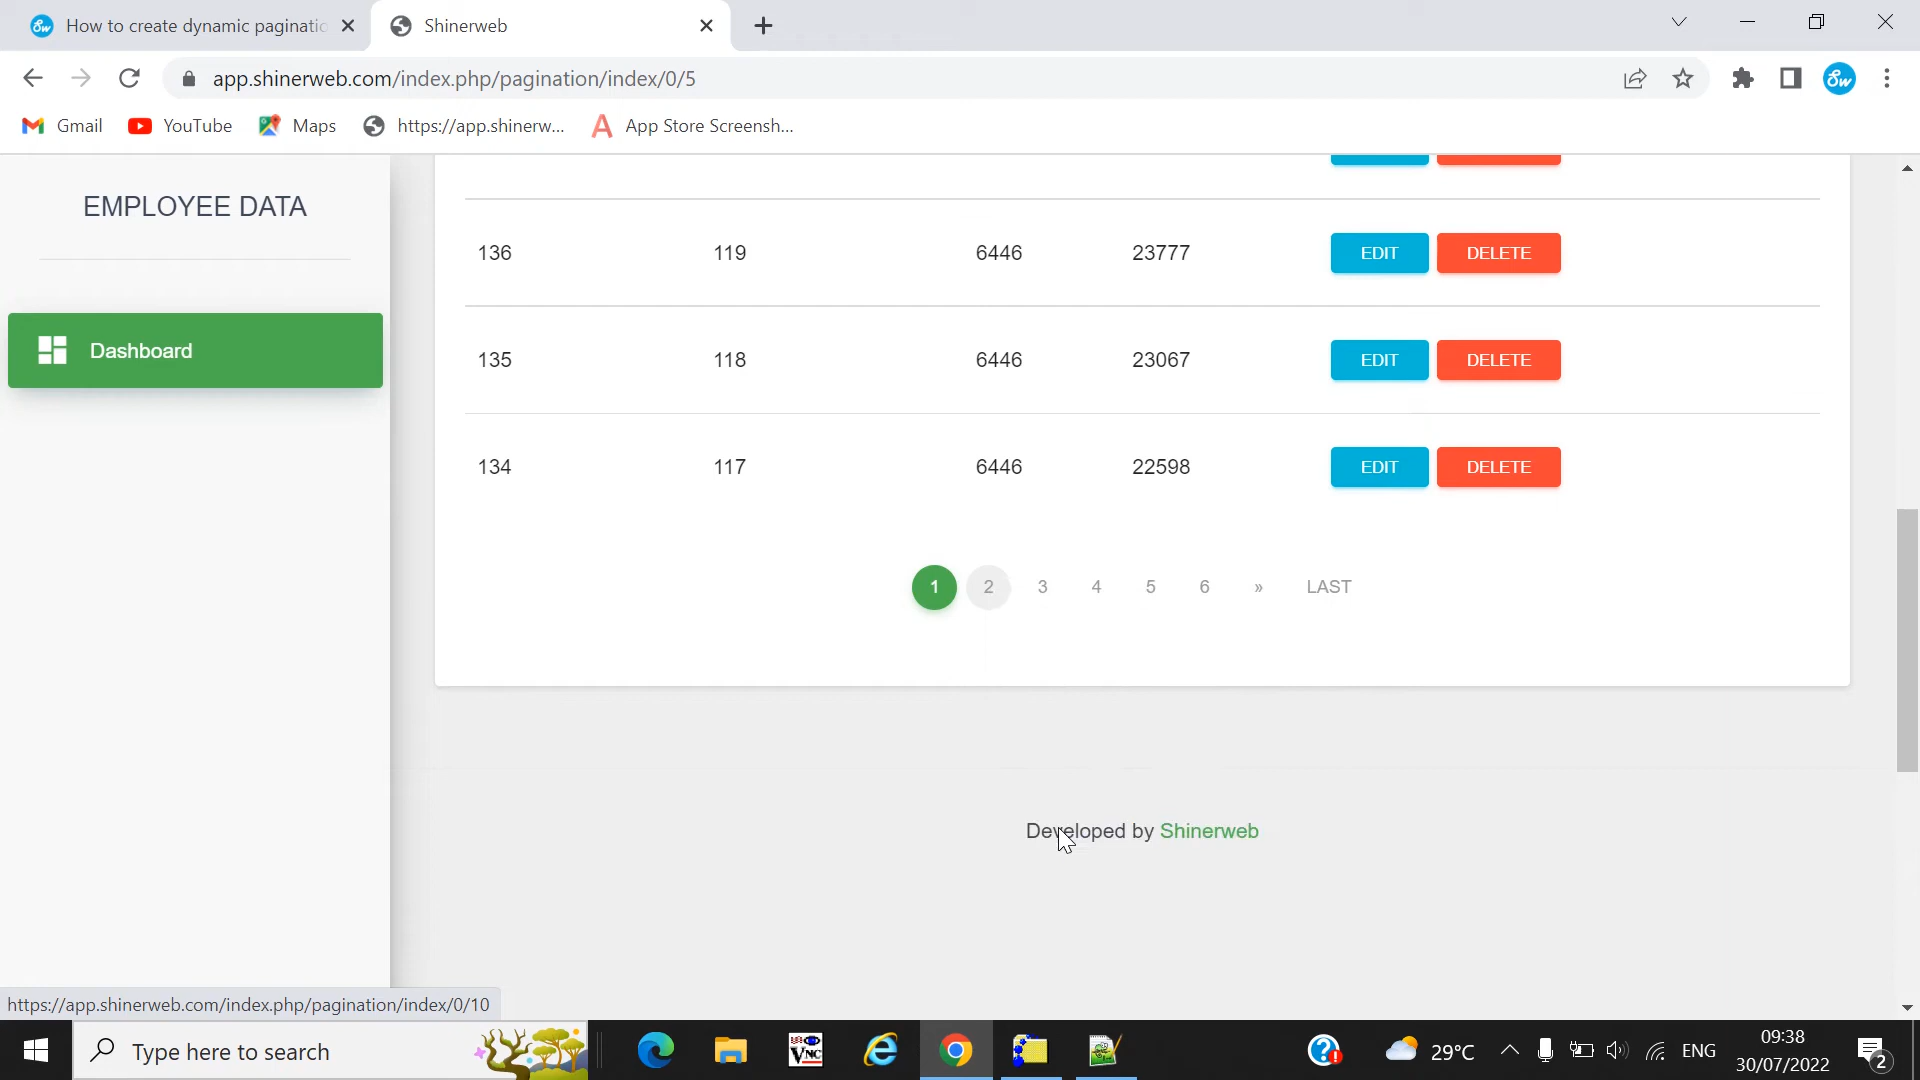 How to create dynamic paginati
Shinerweb
app.shinerweb.com/index.php/pagination/index/0/5
Gmail
YouTube
Maps
https://app.shinerw...
App Store Screensh...
EMPLOYEE DATA
Dashboard
136 119 6446 23777 EDIT DELETE
135 118 6446 23067 EDIT DELETE
134 117 6446 22598 EDIT DELETE
1 2 3 4 5 6 » LAST
Developed by Shinerweb
https://app.shinerweb.com/index.php/pagination/index/0/10
Type here to search
29°C
ENG
09:38
30/07/2022
2